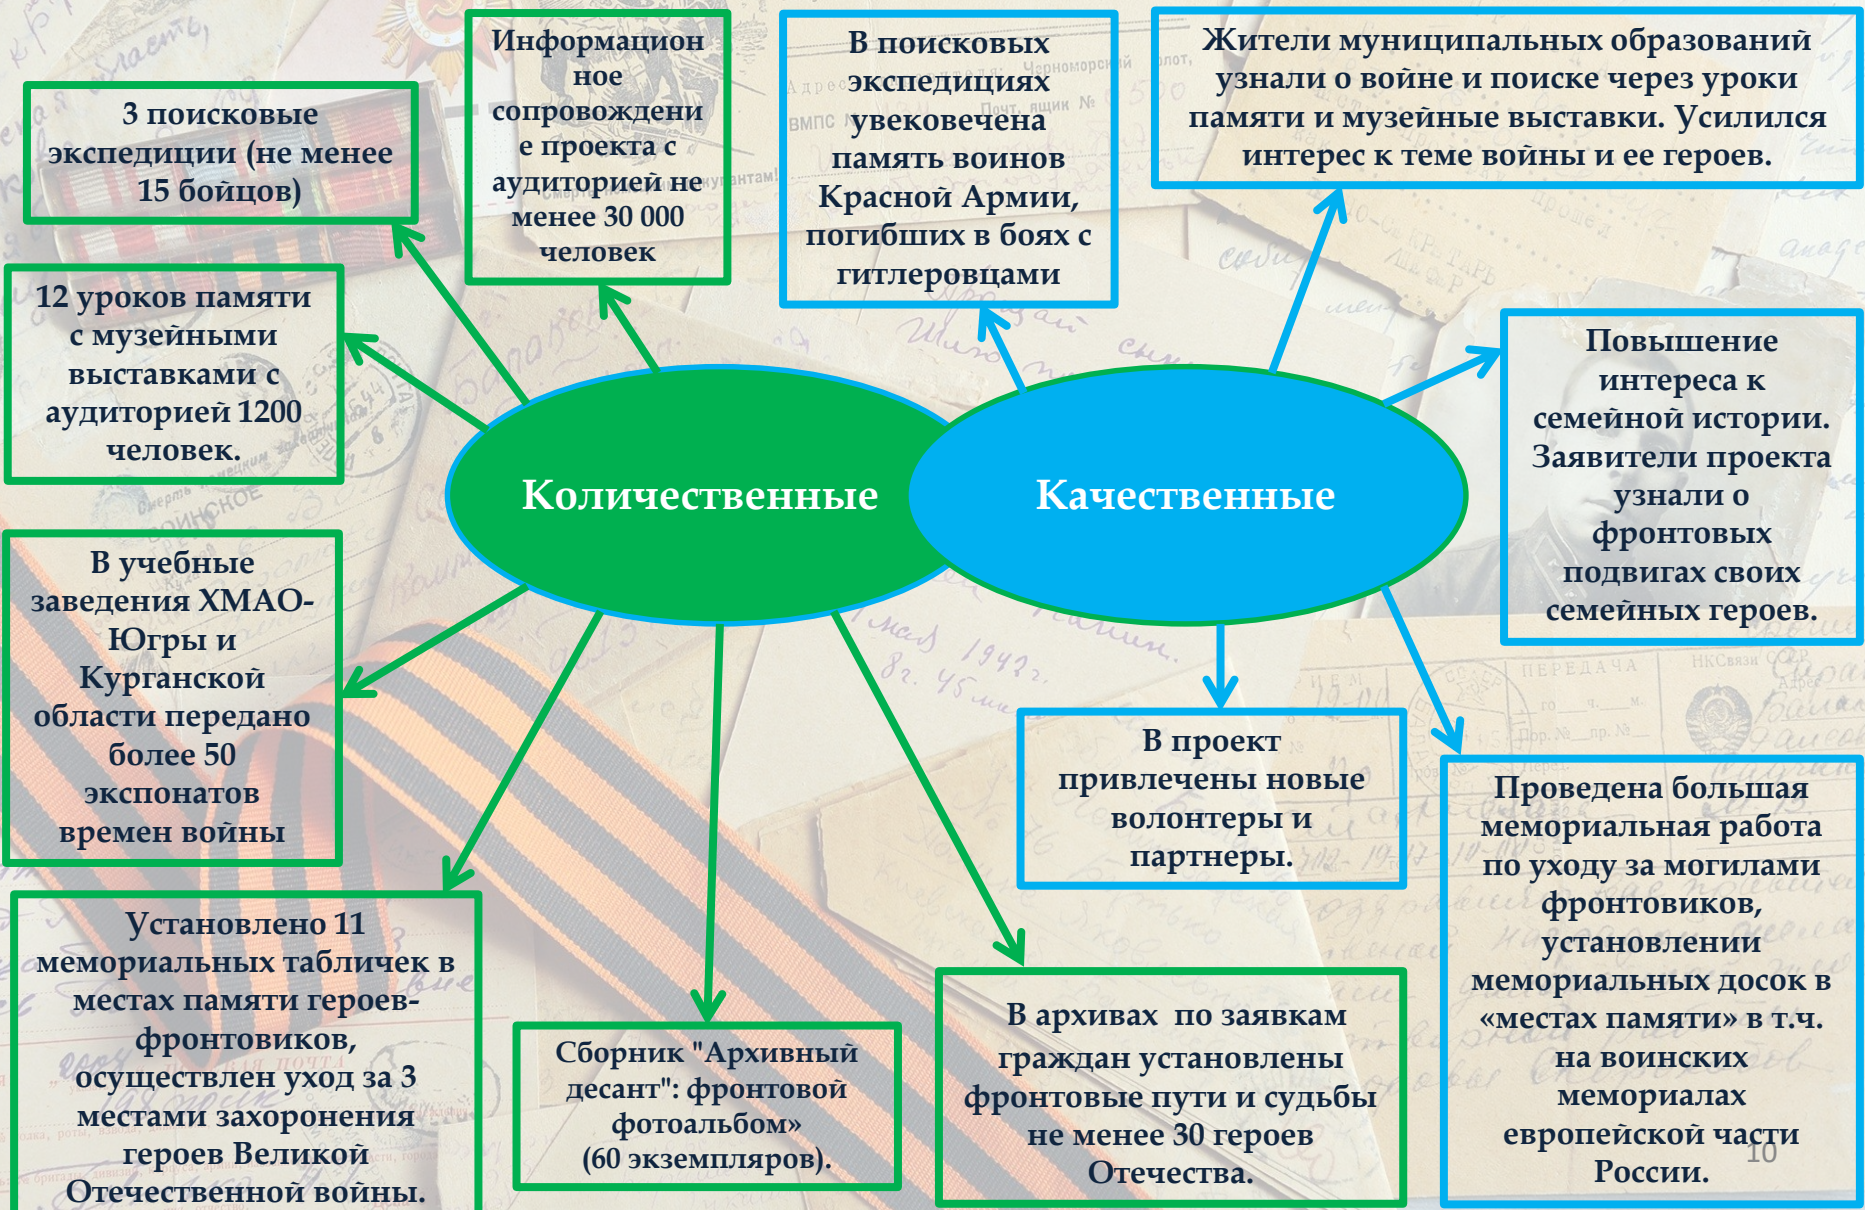 3 поисковые
экспедиции (не менее
15 бойцов)
Информацион
ное
сопровождени
е проекта с
аудиторией не
менее 30 000
человек
В поисковых
экспедициях
увековечена
память воинов
Красной Армии,
погибших в боях с
гитлеровцами
Жители муниципальных образований
узнали о войне и поиске через уроки
памяти и музейные выставки. Усилился
интерес к теме войны и ее героев.
12 уроков памяти
с музейными
выставками с
аудиторией 1200
человек.
Повышение
интереса к
семейной истории.
Заявители проекта
узнали о
фронтовых
подвигах своих
семейных героев.
Количественные
Качественные
В учебные
заведения ХМАО-
Югры и
Курганской
области передано
более 50
экспонатов
времен войны
В проект
привлечены новые
волонтеры и
партнеры.
Проведена большая
мемориальная работа
по уходу за могилами
фронтовиков,
установлении
мемориальных досок в
«местах памяти» в т.ч.
на воинских
мемориалах
европейской части
России.
Установлено 11
мемориальных табличек в
местах памяти героев-
фронтовиков,
осуществлен уход за 3
местами захоронения
героев Великой
Отечественной войны.
Сборник "Архивный
десант": фронтовой
фотоальбом»
(60 экземпляров).
В архивах по заявкам
граждан установлены
фронтовые пути и судьбы
не менее 30 героев
Отечества.
10